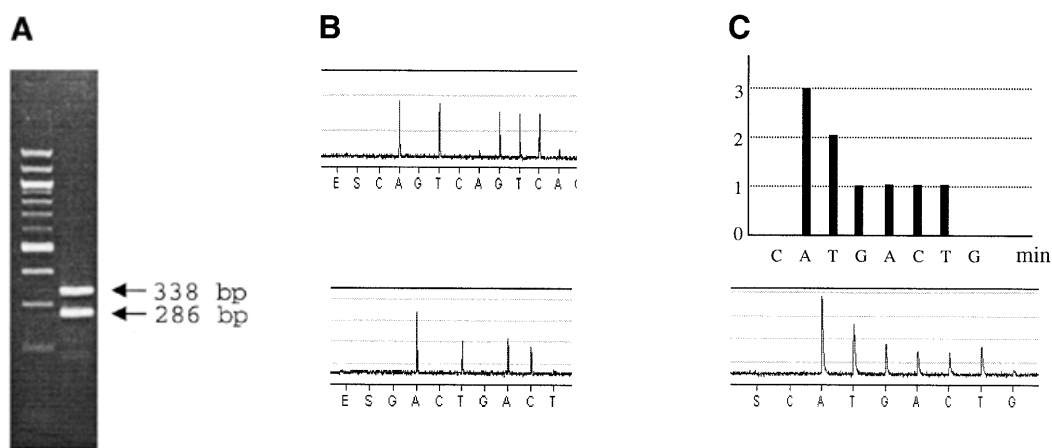 A
338 bp
286 bp
B
E S C A G T C A G T C A
E S G A C T G A C T
C
3
2
1
0
C A T G A C T G min
S C A T G A C T G